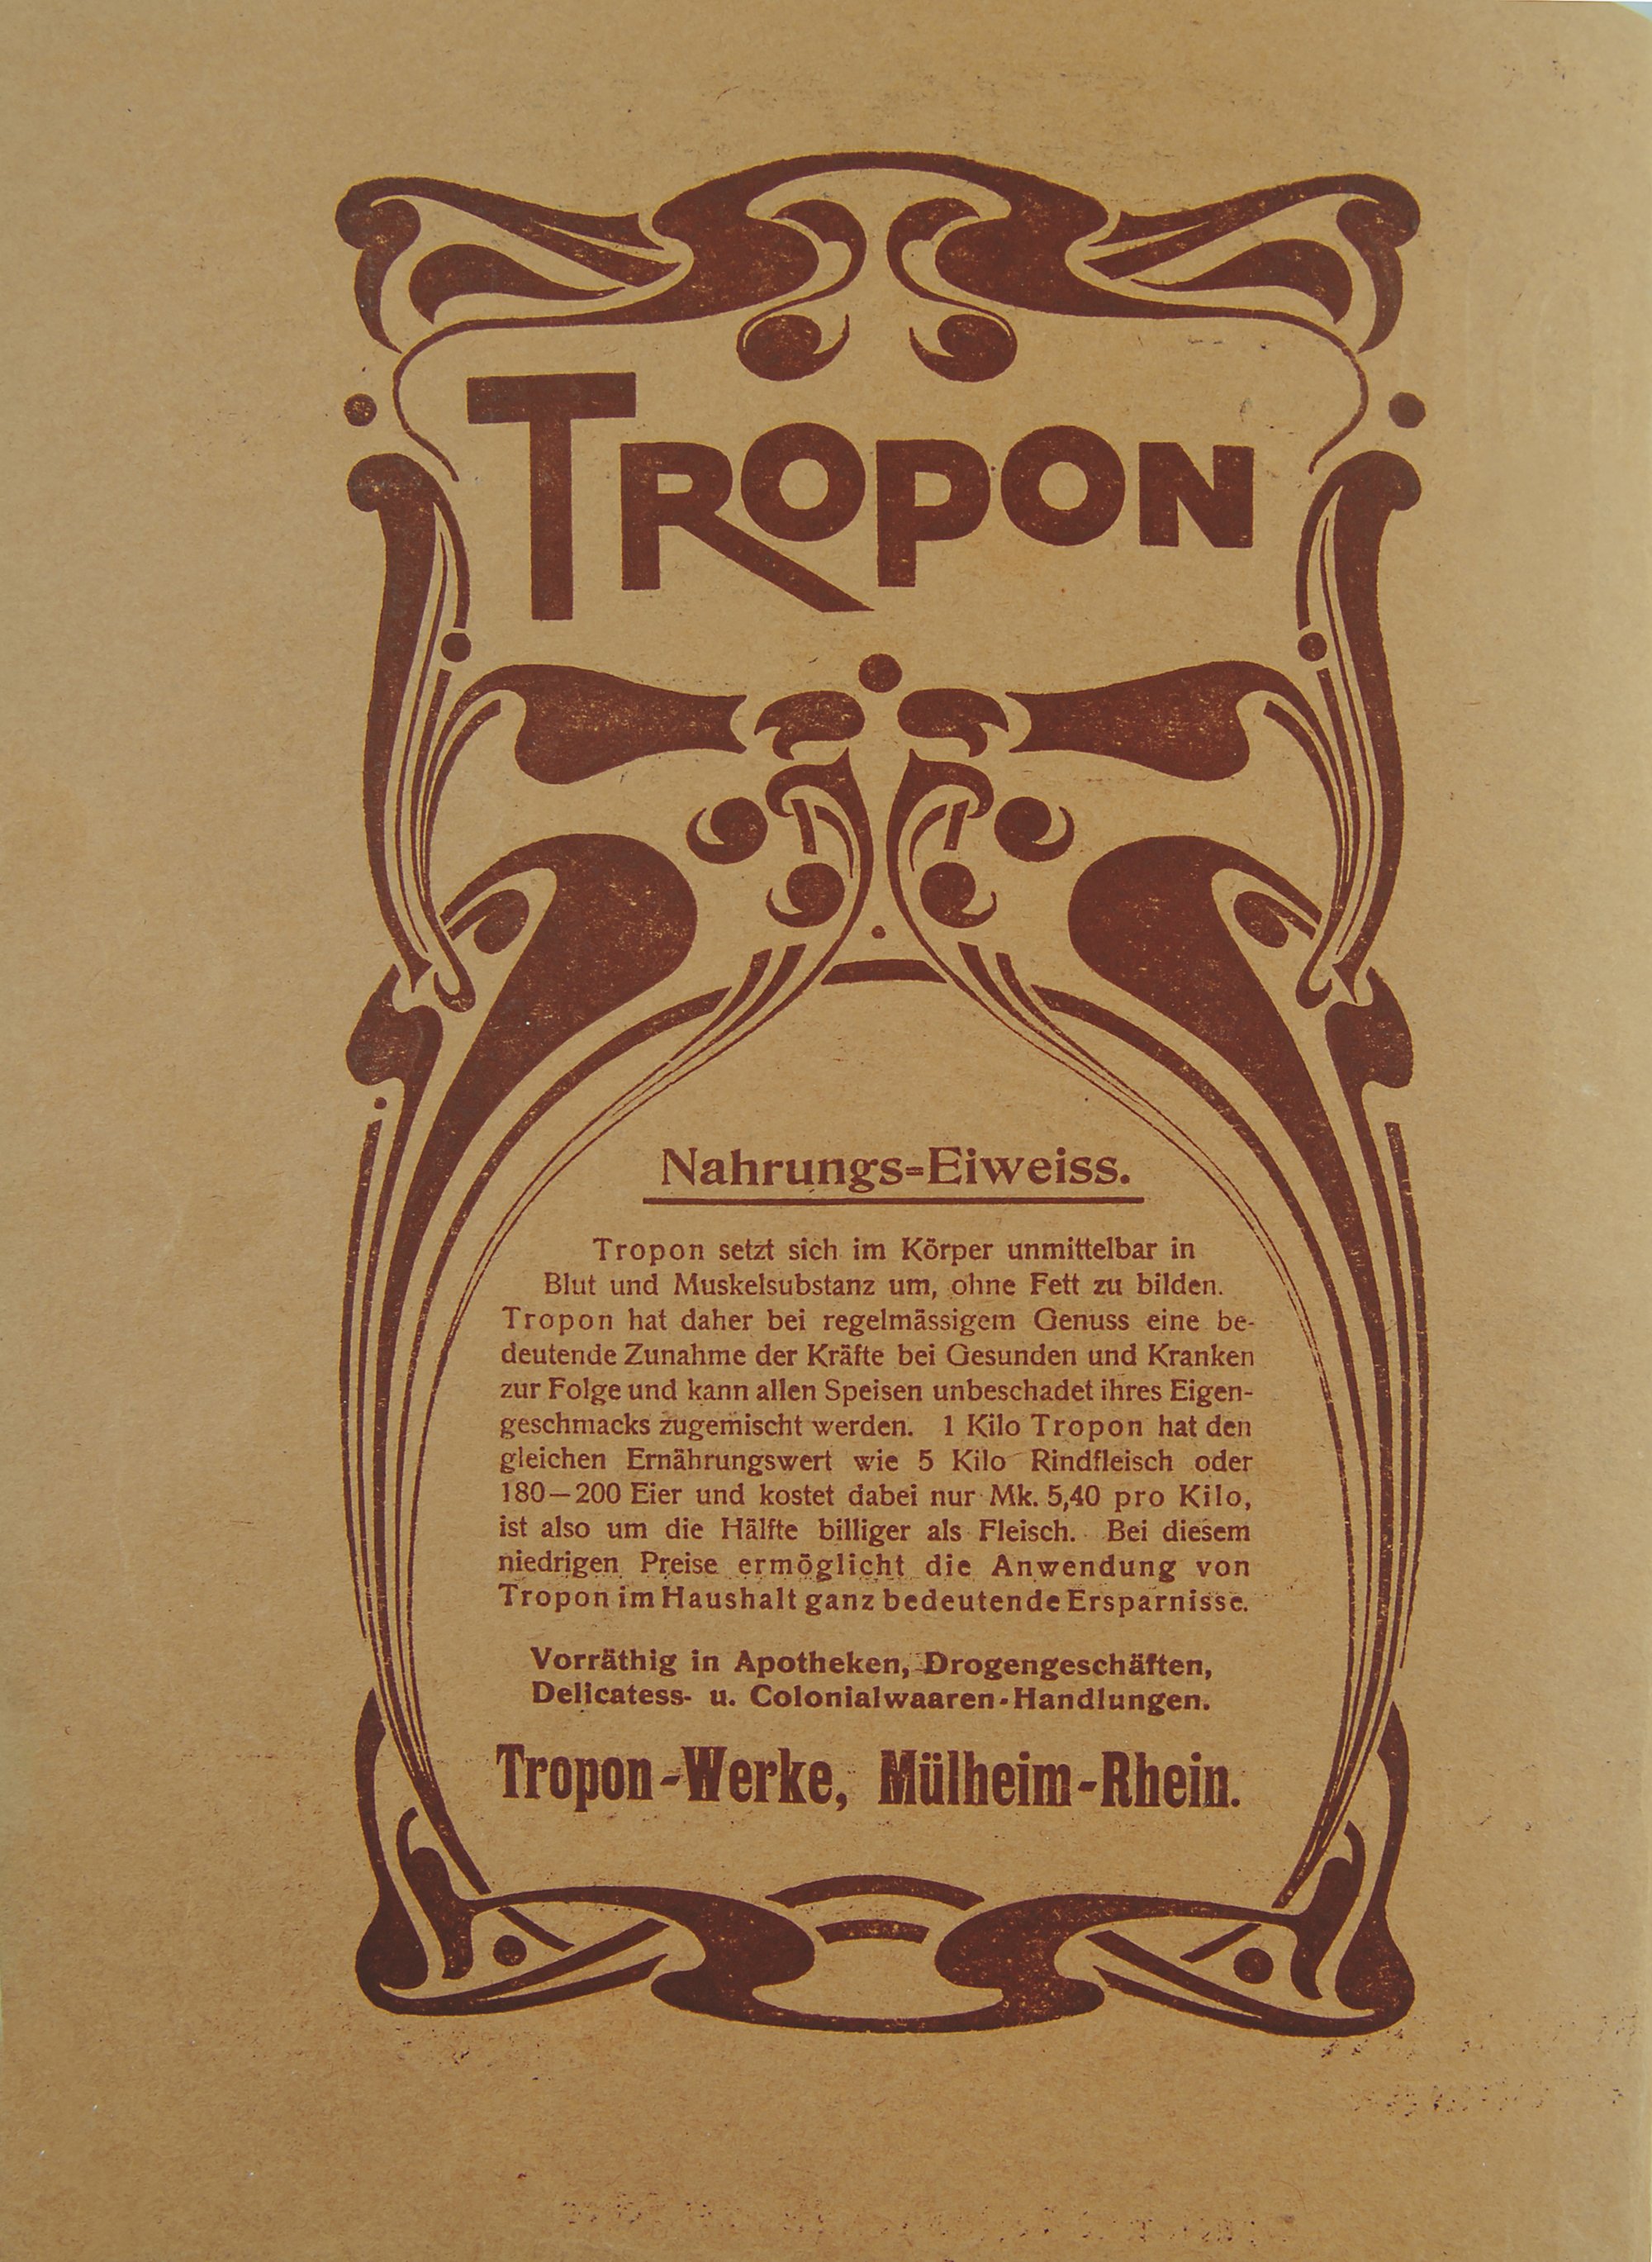 TROPON
Nahrungs=Eiweiss.
Tropon setzt sich im Körper unmittelbar in
Blut und Muskelsubstanz um, ohne Fett zu bilden.
Tropon hat daher bei regelmässigem Genuss eine be-
deutende Zunahme der Kräfte bei Gesunden und Kranken
zur Folge und kann allen Speisen unbeschadet ihres Eigen-
geschmacks zugemischt werden. 1 Kilo Tropon hat den
gleichen Ernährungswert wie 5 Kilo Rindfleisch oder
180—200 Eier und kostet dabei nur Mk. 5,40 pro Kilo,
ist also um die Hälfte billiger als Fleisch. Bei diesem
niedrigen Preise ermöglicht die Anwendung von
Tropon im Haushalt ganz bedeutende Ersparnisse.
Vorräthig in Apotheken, Drogengeschäften,
Delicatess- u. Colonialwaaren-Handlungen.
Tropon-Werke, Mülheim-Rhein.